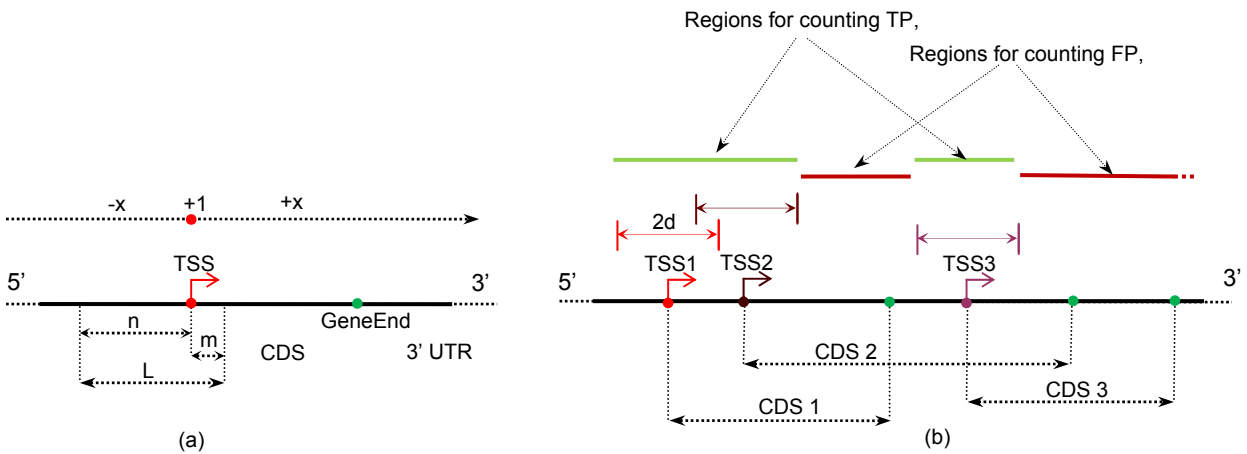 -x +1 +x
TSS
5’ 3’
GeneEnd
n
m
CDS 3’ UTR
L
(a)
Regions for counting TP,
Regions for counting FP,
2d
TSS1 TSS2 TSS3
5’ 3’
CDS 2
CDS 1 CDS 3
(b)